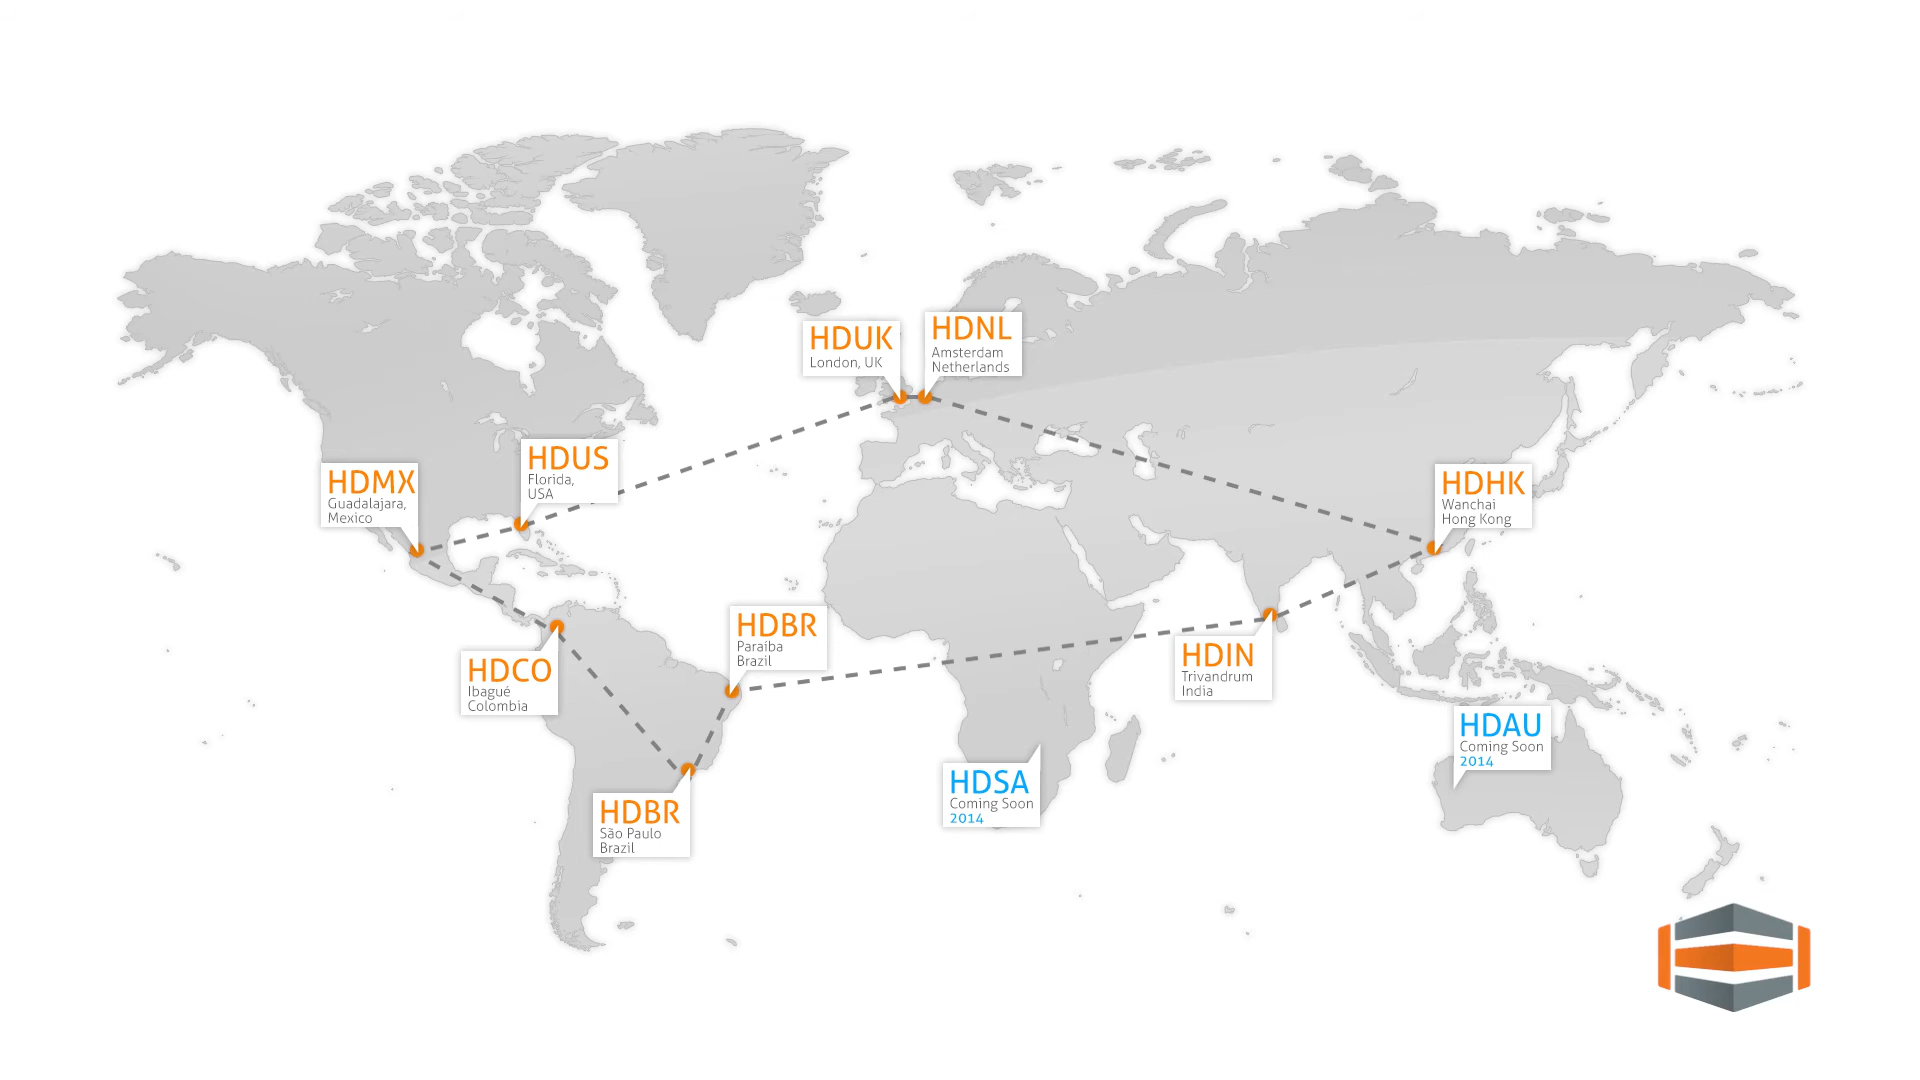 HDUK
London, UK
HDNL
Amsterdam
Netherlands
HDUS
Florida,
USA
HDMX
Guadalajara,
Mexico
HDHK
Wanchai
Hong Kong
HDBR
Paraíba
Brazil
HDCO
Ibagué
Colombia
HDIN
Trivandrum
India
HDAU
Coming Soon
2014
HDSA
Coming Soon
2014
HDBR
São Paulo
Brazil